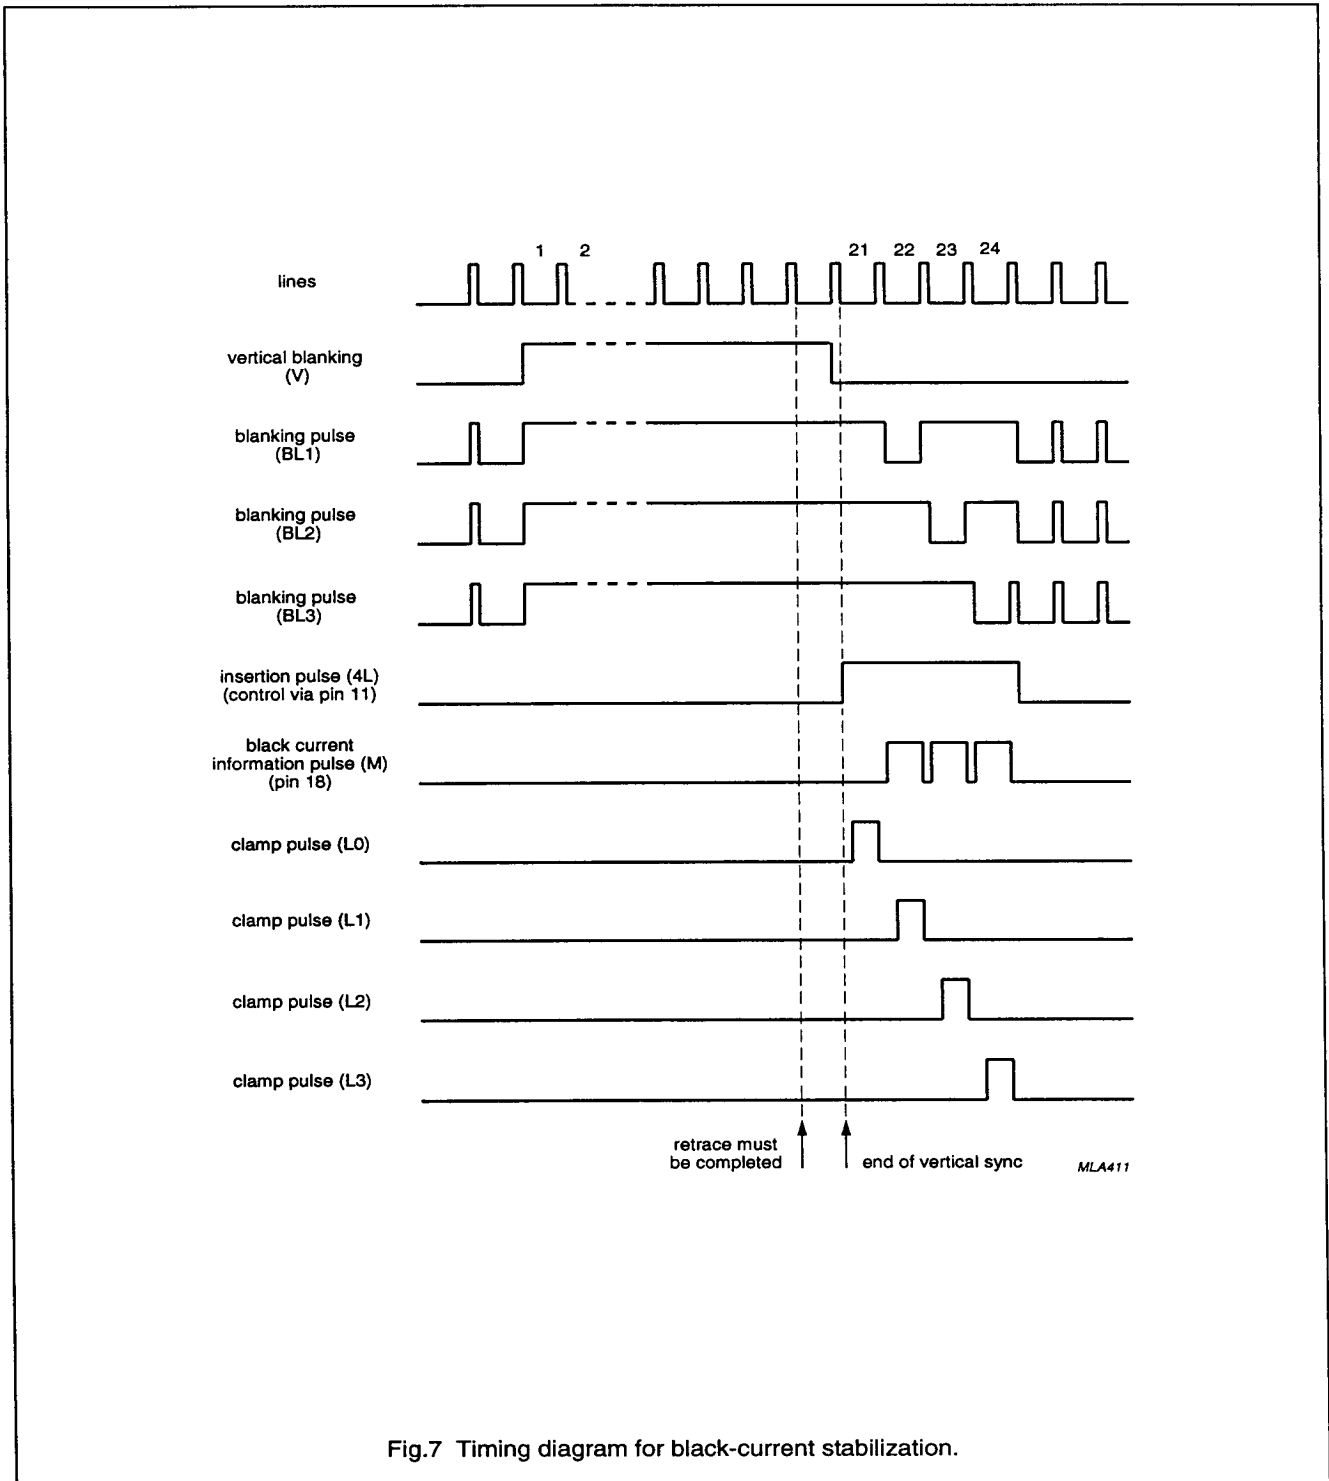 1 2 21 22 23 24
lines
vertical blanking
(V)
blanking pulse
(BL1)
blanking pulse
(BL2)
blanking pulse
(BL3)
insertion pulse (4L)
(control via pin 11)
black current
information pulse (M)
(pin 18)
clamp pulse (L0)
clamp pulse (L1)
clamp pulse (L2)
clamp pulse (L3)
retrace must
be completed
end of vertical sync
MLA411
Fig.7 Timing diagram for black-current stabilization.